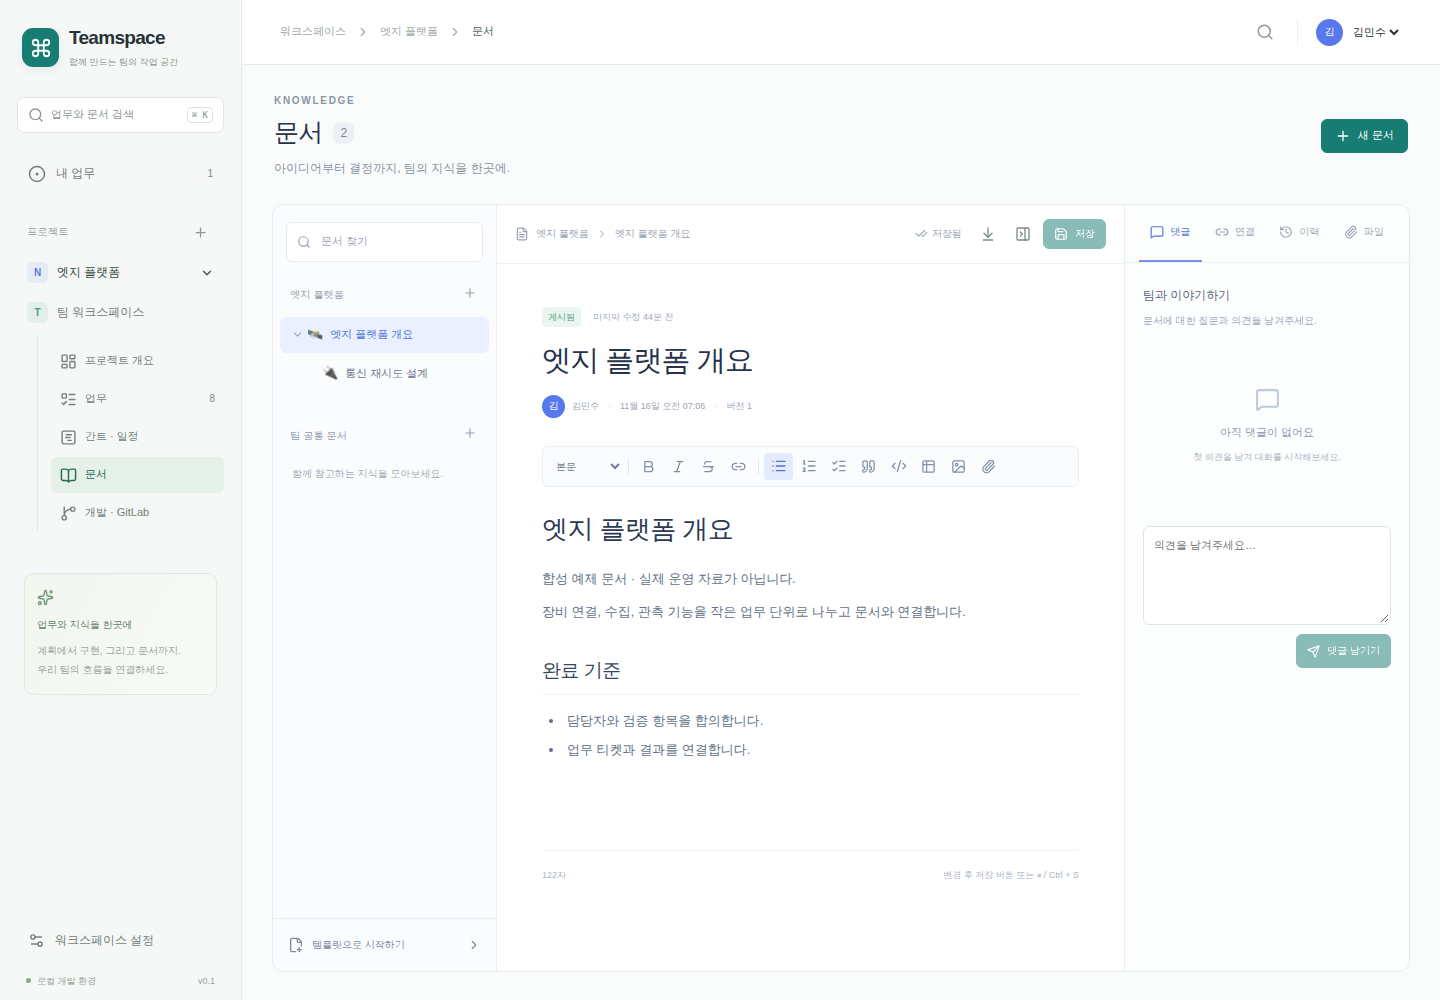 Teamspace
함께 만드는 팀의 작업 공간
업무와 문서 검색
⌘ K
내 업무
1
프로젝트
N
엣지 플랫폼
T
팀 워크스페이스
프로젝트 개요
업무
8
간트 · 일정
문서
개발 · GitLab
업무와 지식을 한곳에
계획에서 구현, 그리고 문서까지.
우리 팀의 흐름을 연결하세요.
워크스페이스 설정
로컬 개발 환경
v0.1
워크스페이스
엣지 플랫폼
문서
김
김민수
KNOWLEDGE
문서
2
아이디어부터 결정까지, 팀의 지식을 한곳에.
새 문서
문서 찾기
엣지 플랫폼
엣지 플랫폼 개요
통신 재시도 설계
팀 공통 문서
함께 참고하는 지식을 모아보세요.
템플릿으로 시작하기
엣지 플랫폼
엣지 플랫폼 개요
저장됨
저장
게시됨
마지막 수정 44분 전
엣지 플랫폼 개요
김
김민수 · 11월 16일 오전 07:06 · 버전 1
본문
엣지 플랫폼 개요
합성 예제 문서 · 실제 운영 자료가 아닙니다.
장비 연결, 수집, 관측 기능을 작은 업무 단위로 나누고 문서와 연결합니다.
완료 기준
• 담당자와 검증 항목을 합의합니다.
• 업무 티켓과 결과를 연결합니다.
122자
변경 후 저장 버튼 또는 ⌘ / Ctrl + S
댓글
연결
이력
파일
팀과 이야기하기
문서에 대한 질문과 의견을 남겨주세요.
아직 댓글이 없어요
첫 의견을 남겨 대화를 시작해보세요.
의견을 남겨주세요…
댓글 남기기